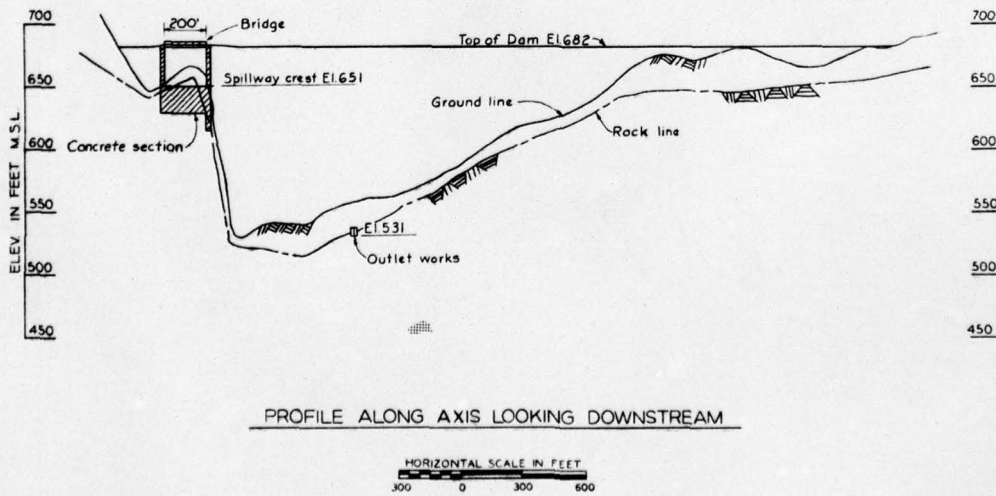 700
650
600
550
500
450
ELEV. IN FEET M.S.L.
200'
Bridge
Top of Dam El.682
Spillway crest El.651
Ground line
Rock line
Concrete section
El.531
Outlet works
700
650
600
550
500
450
PROFILE ALONG AXIS LOOKING DOWNSTREAM
HORIZONTAL SCALE IN FEET
300 0 300 600